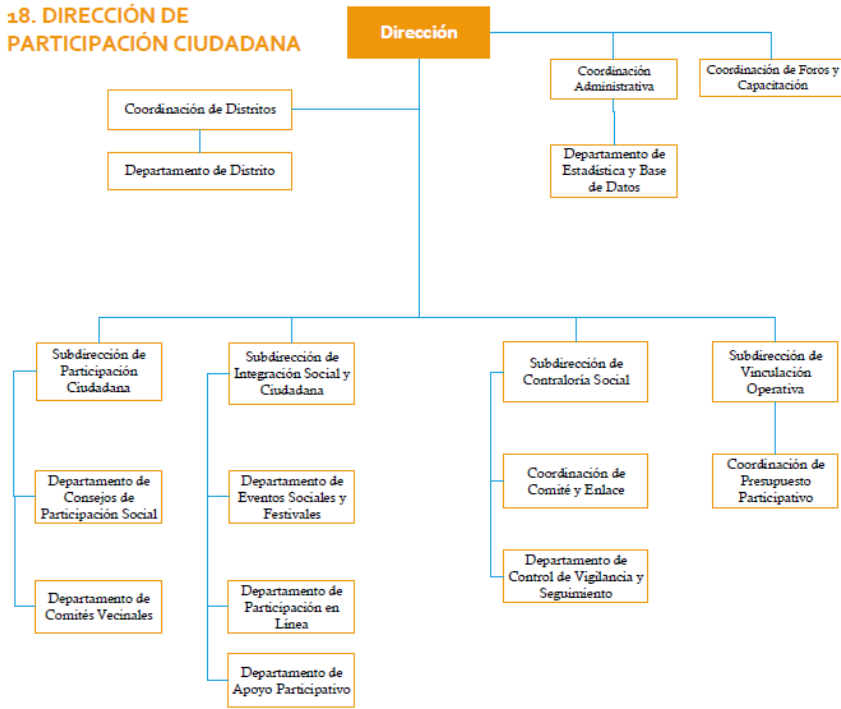 18. DIRECCIÓN DE
PARTICIPACIÓN CIUDADANA
Dirección
Coordinación
Administrativa
Coordinación de Foros y
Capacitación
Coordinación de Distritos
Departamento de
Estadística y Base
de Datos
Departamento de Distrito
Subdirección de
Participación
Ciudadana
Subdirección de
Integración Social y
Ciudadana
Subdirección de
Contraloría Social
Subdirección de
Vinculación
Operativa
Departamento de
Consejos de
Participación Social
Departamento de
Eventos Sociales y
Festivales
Coordinación de
Comité y Enlace
Coordinación de
Presupuesto
Participativo
Departamento de
Comités Vecinales
Departamento de
Participación en
Línea
Departamento de
Control de Vigilancia y
Seguimiento
Departamento de
Apoyo Participativo